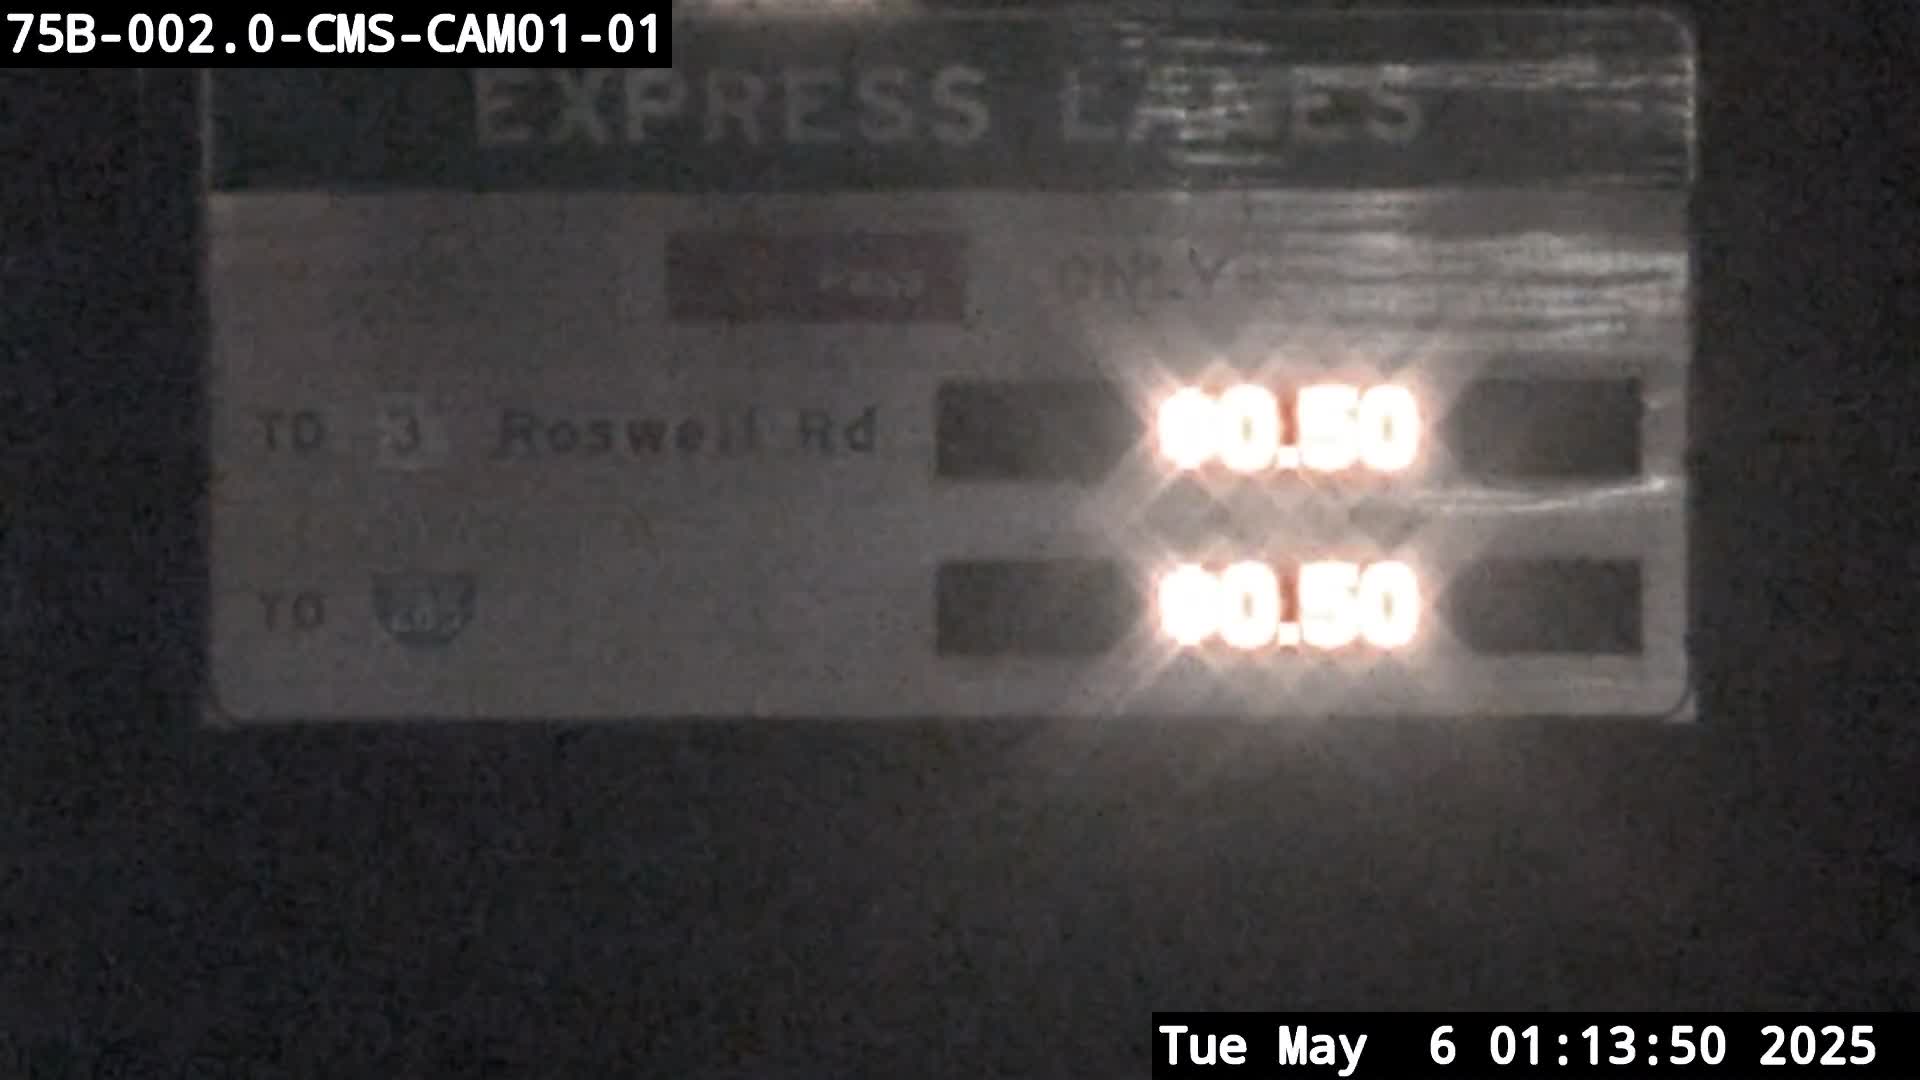 75B-002.0-CMS-CAM01-01
EXPRESS LANES
ONLY
TO 3 Roswell Rd $0.50
TO $0.50
Tue May 6 01:13:50 2025